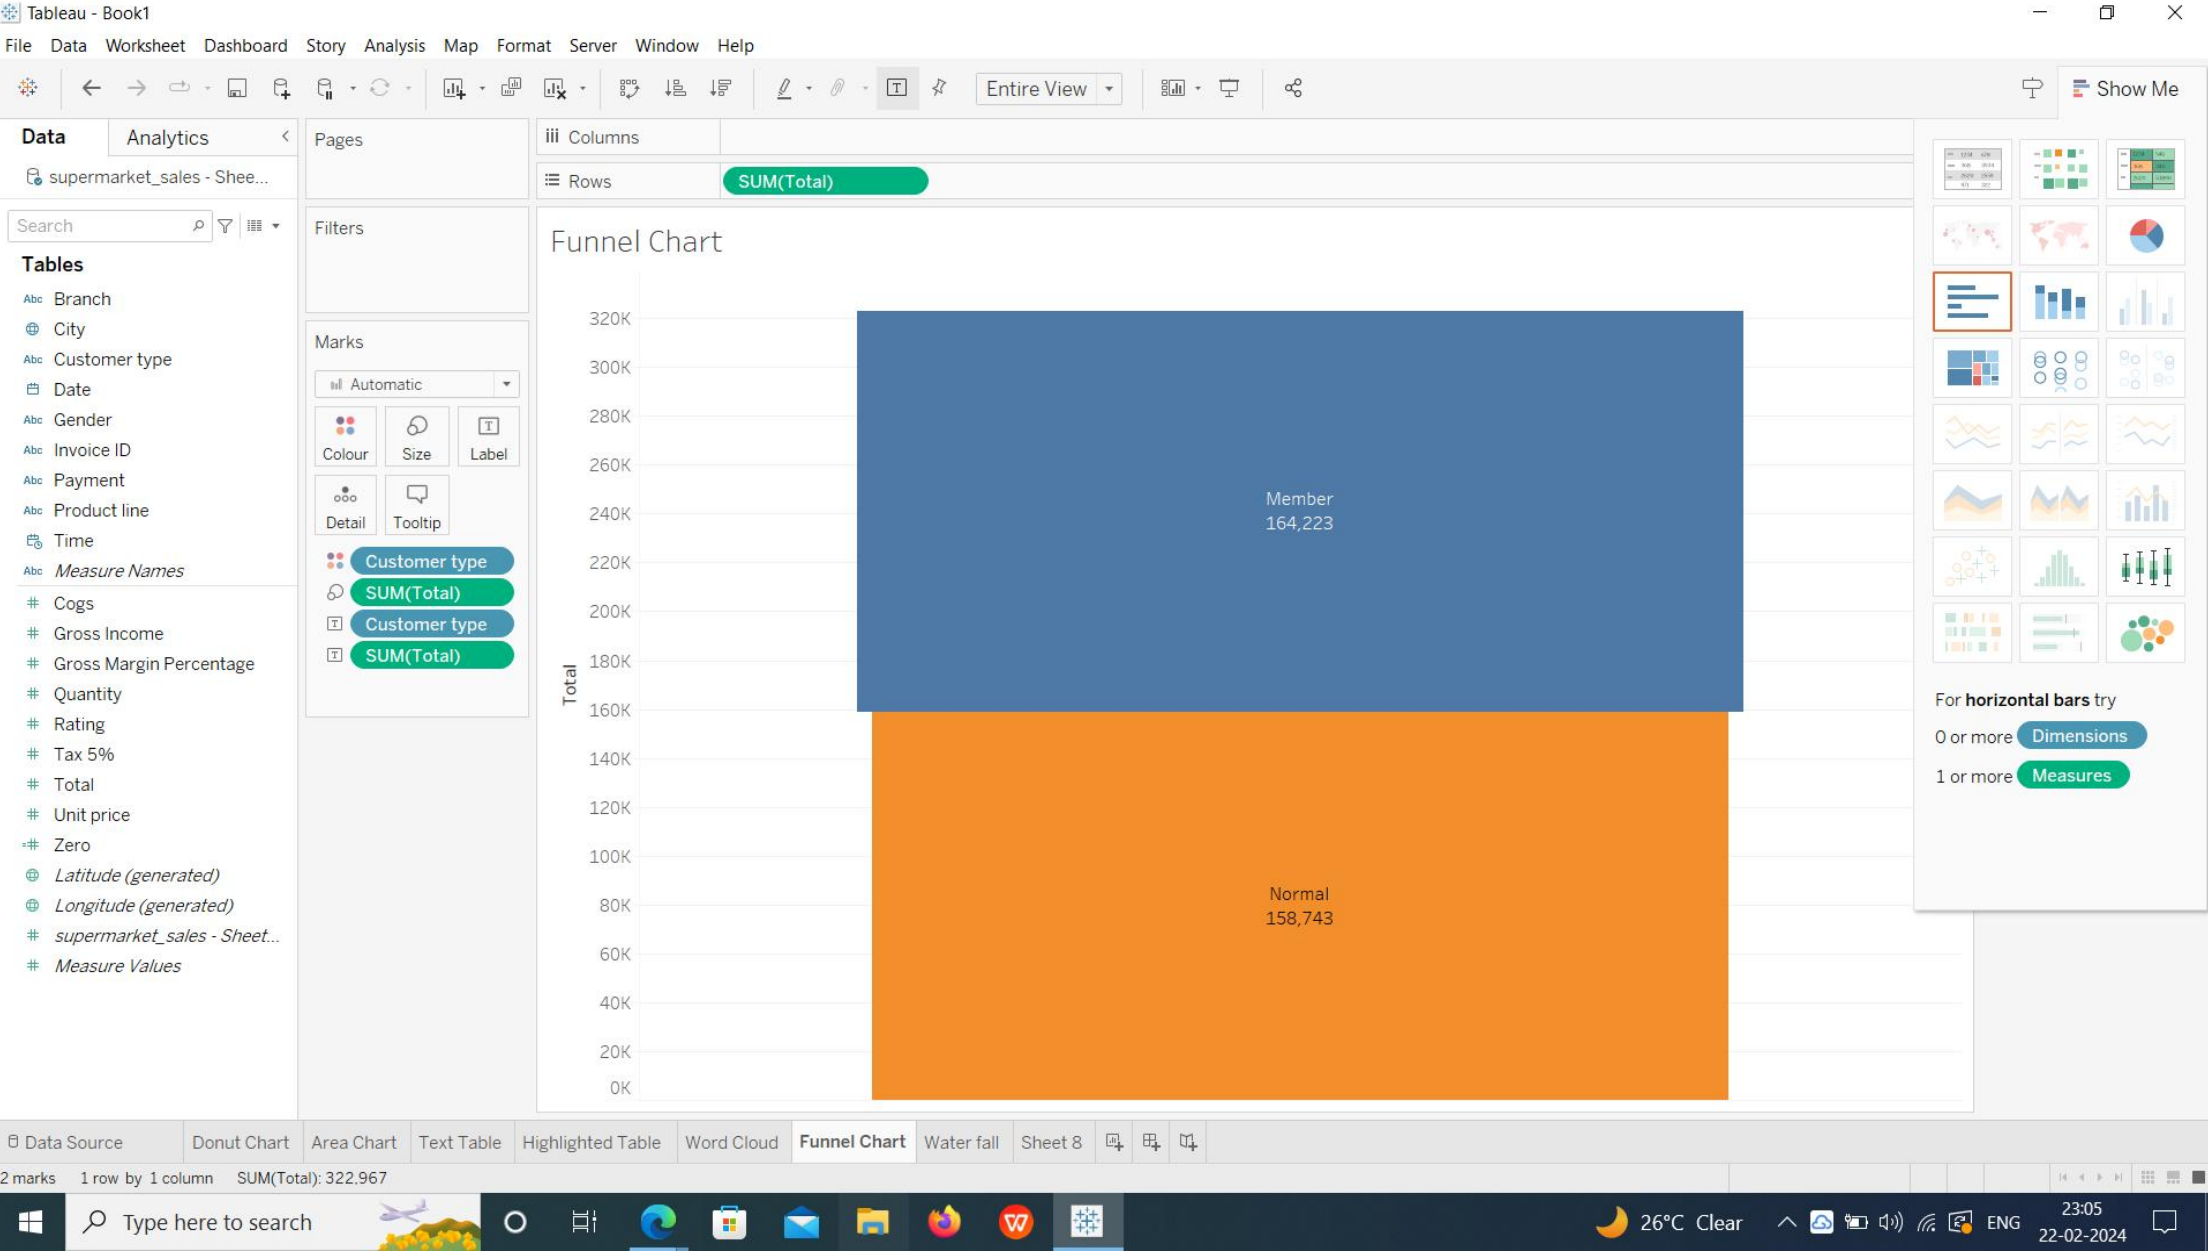 Tableau - Book1
File Data Worksheet Dashboard Story Analysis Map Format Server Window Help
Entire View
Show Me
Data Analytics
supermarket_sales - Shee...
Search
Tables
Abc Branch
City
Abc Customer type
Date
Abc Gender
Abc Invoice ID
Abc Payment
Abc Product line
Time
Abc Measure Names
# Cogs
# Gross Income
# Gross Margin Percentage
# Quantity
# Rating
# Tax 5%
# Total
# Unit price
=# Zero
Latitude (generated)
Longitude (generated)
# supermarket_sales - Sheet...
# Measure Values
Pages
Filters
Marks
Automatic
Colour Size Label
Detail Tooltip
Customer type
SUM(Total)
Customer type
SUM(Total)
Columns
Rows SUM(Total)
Funnel Chart
Total
320K
300K
280K
260K
240K
220K
200K
180K
160K
140K
120K
100K
80K
60K
40K
20K
0K
Member
164,223
Normal
158,743
For horizontal bars try
0 or more Dimensions
1 or more Measures
Data Source Donut Chart Area Chart Text Table Highlighted Table Word Cloud Funnel Chart Water fall Sheet 8
2 marks 1 row by 1 column SUM(Total): 322,967
Type here to search
26°C Clear
ENG
23:05
22-02-2024